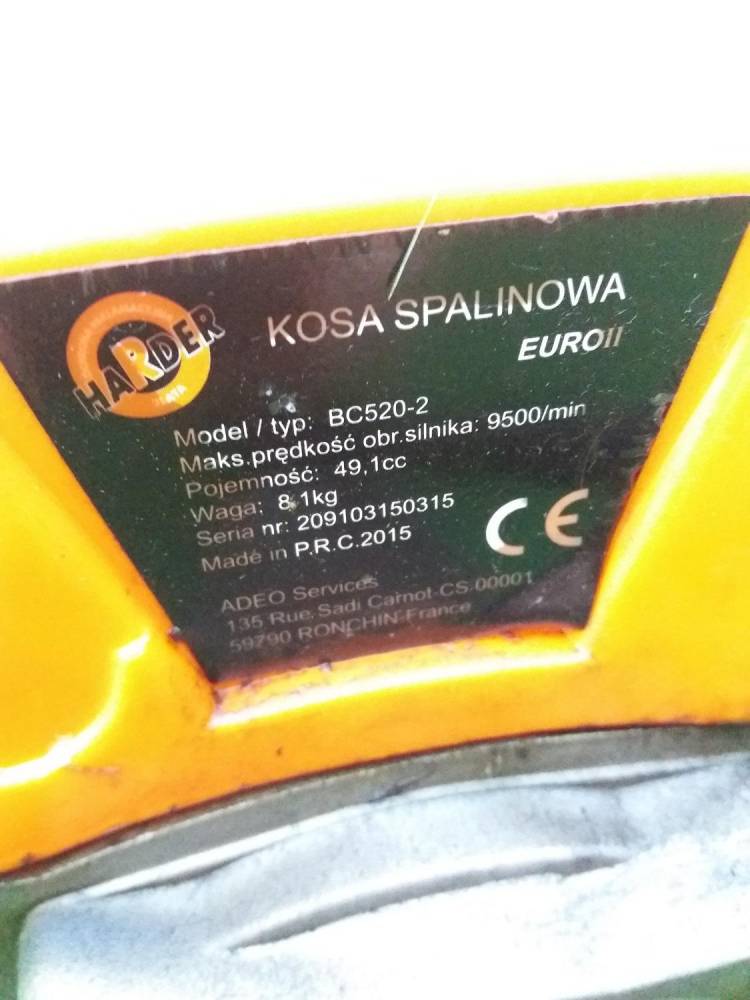 HARDER
KOSA SPALINOWA
EUROII
Model / typ: BC520-2
Maks.prędkość obr.silnika: 9500/min
Pojemność: 49,1cc
Waga: 8,1kg
Seria nr: 209103150315
Made in P.R.C.2015
CE
ADEO Services
135 Rue Sadi Carnot-CS 00001
59790 RONCHIN-France